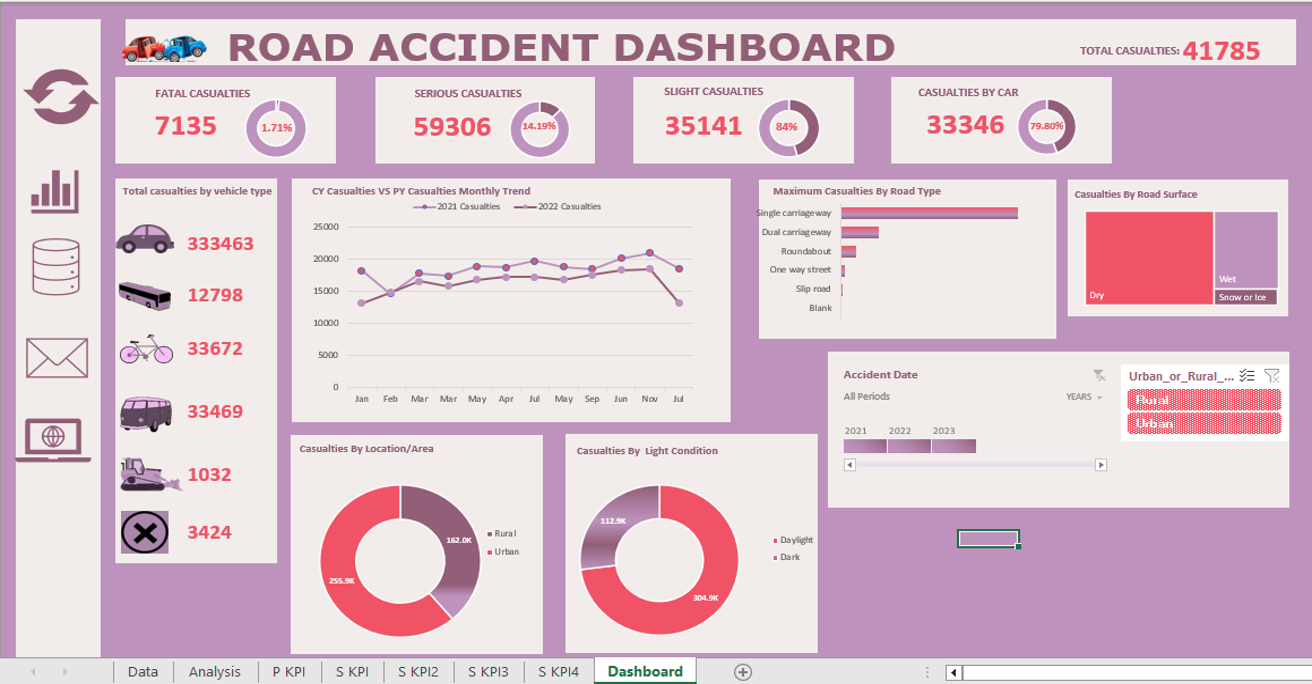 ROAD ACCIDENT DASHBOARD
TOTAL CASUALTIES: 41785
FATAL CASUALTIES
7135
1.71%
SERIOUS CASUALTIES
59306
14.19%
SLIGHT CASUALTIES
35141
84%
CASUALTIES BY CAR
33346
79.80%
Total casualties by vehicle type
333463
12798
33672
33469
1032
3424
CY Casualties VS PY Casualties Monthly Trend
2021 Casualties 2022 Casualties
25000
20000
15000
10000
5000
0
Jan Feb Mar Mar May Apr Jul May Sep Jun Nov Jul
Maximum Casualties By Road Type
Single carriageway
Dual carriageway
Roundabout
One way street
Slip road
Blank
Casualties By Road Surface
Dry
Wet
Snow or Ice
Accident Date
All Periods
YEARS
2021 2022 2023
Urban_or_Rural_...
Rural
Urban
Casualties By Location/Area
162.0K
255.9K
Rural
Urban
Casualties By Light Condition
112.9K
304.9K
Daylight
Dark
Data Analysis P KPI S KPI S KPI2 S KPI3 S KPI4 Dashboard